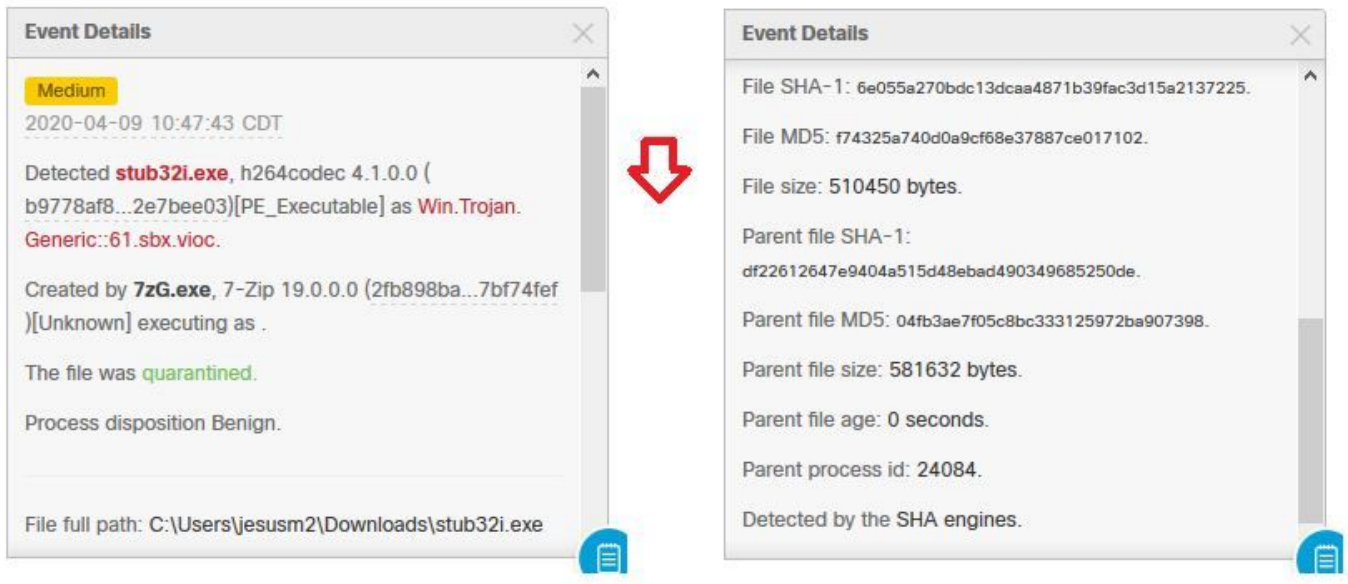 Event Details
Medium
2020-04-09 10:47:43 CDT
Detected stub32i.exe, h264codec 4.1.0.0 (
b9778af8...2e7bee03)[PE_Executable] as Win.Trojan.
Generic::61.sbx.vioc.
Created by 7zG.exe, 7-Zip 19.0.0.0 (2fb898ba...7bf74fef
)[Unknown] executing as .
The file was quarantined.
Process disposition Benign.
File full path: C:\Users\jesusm2\Downloads\stub32i.exe
Event Details
File SHA-1: 6e055a270bdc13dcaa4871b39fac3d15a2137225.
File MD5: f74325a740d0a9cf68e37887ce017102.
File size: 510450 bytes.
Parent file SHA-1:
df22612647e9404a515d48ebad490349685250de.
Parent file MD5: 04fb3ae7f05c8bc333125972ba907398.
Parent file size: 581632 bytes.
Parent file age: 0 seconds.
Parent process id: 24084.
Detected by the SHA engines.